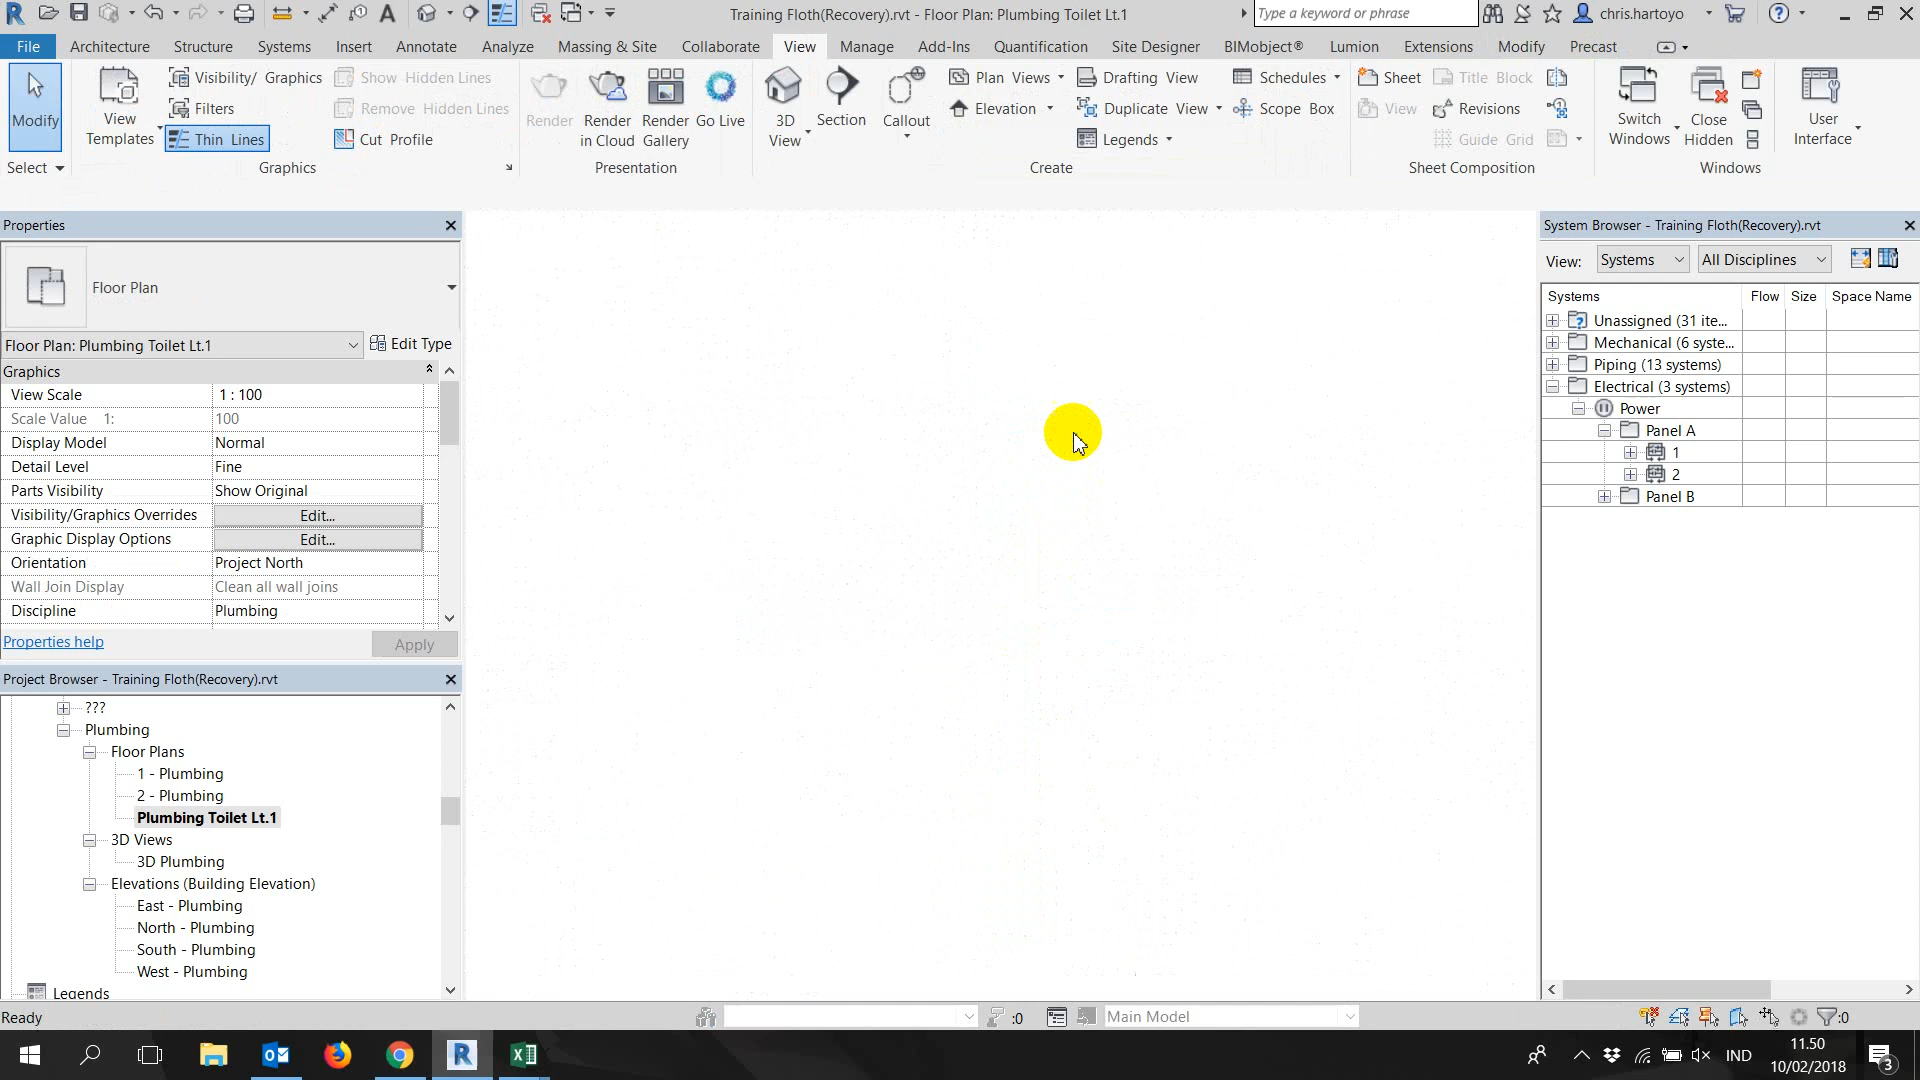 Training Floth(Recovery).rvt - Floor Plan: Plumbing Toilet Lt.1
Type a keyword or phrase
chris.hartoyo
File Architecture Structure Systems Insert Annotate Analyze Massing & Site Collaborate View Manage Add-Ins Quantification Site Designer BIMobject® Lumion Extensions Modify Precast
Modify
Select
View Templates
Visibility/ Graphics
Filters
Thin Lines
Show Hidden Lines
Remove Hidden Lines
Cut Profile
Graphics
Render
Render in Cloud
Render Gallery
Go Live
Presentation
3D View
Section
Callout
Plan Views
Elevation
Drafting View
Duplicate View
Legends
Schedules
Scope Box
Create
Sheet
View
Title Block
Revisions
Guide Grid
Sheet Composition
Switch Windows
Close Hidden
Windows
User Interface
Properties
Floor Plan
Floor Plan: Plumbing Toilet Lt.1
Edit Type
Graphics
View Scale 1 : 100
Scale Value 1: 100
Display Model Normal
Detail Level Fine
Parts Visibility Show Original
Visibility/Graphics Overrides Edit...
Graphic Display Options Edit...
Orientation Project North
Wall Join Display Clean all wall joins
Discipline Plumbing
Properties help
Apply
Project Browser - Training Floth(Recovery).rvt
???
Plumbing
Floor Plans
1 - Plumbing
2 - Plumbing
Plumbing Toilet Lt.1
3D Views
3D Plumbing
Elevations (Building Elevation)
East - Plumbing
North - Plumbing
South - Plumbing
West - Plumbing
Legends
System Browser - Training Floth(Recovery).rvt
View: Systems All Disciplines
Systems Flow Size Space Name
Unassigned (31 ite...
Mechanical (6 syste...
Piping (13 systems)
Electrical (3 systems)
Power
Panel A
1
2
Panel B
Ready
:0
Main Model
:0
IND
11.50
10/02/2018
3